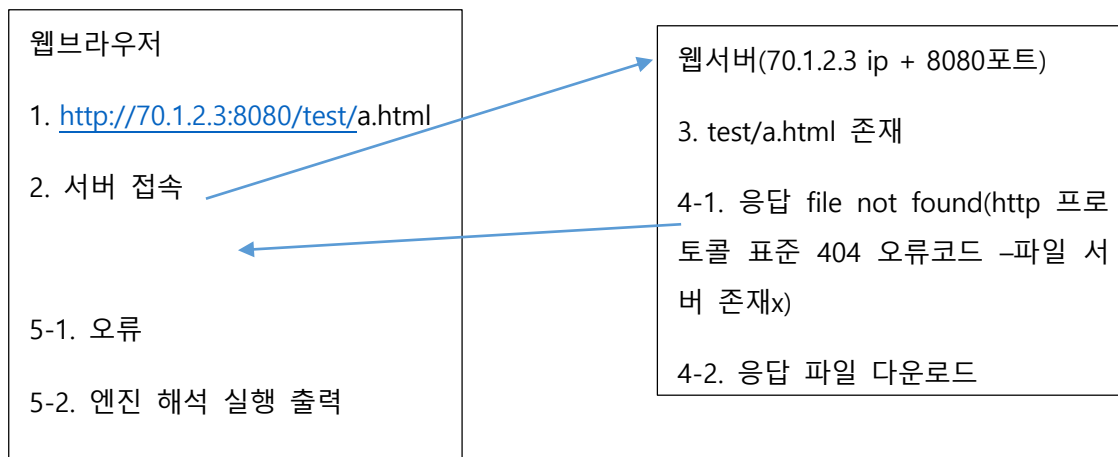 웹브라우저
1. http://70.1.2.3:8080/test/a.html
2. 서버 접속
5-1. 오류
5-2. 엔진 해석 실행 출력
웹서버(70.1.2.3 ip + 8080포트)
3. test/a.html 존재
4-1. 응답 file not found(http 프로
토콜 표준 404 오류코드 –파일 서
버 존재x)
4-2. 응답 파일 다운로드